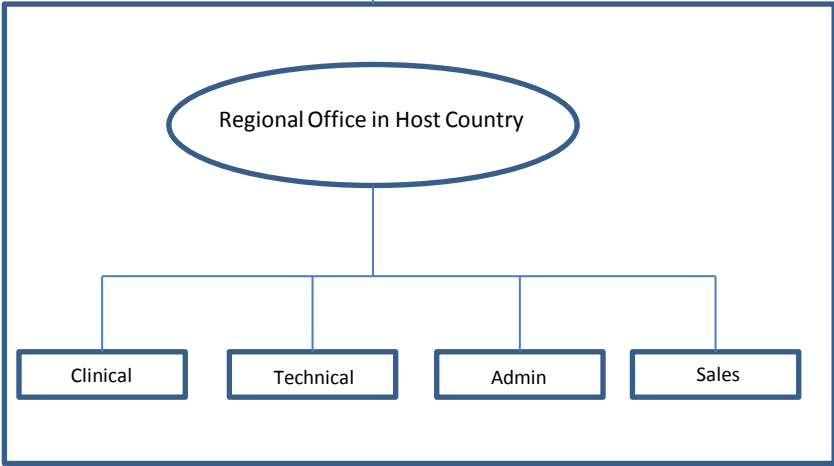 Regional Office in Host Country
Clinical
Technical
Admin
Sales